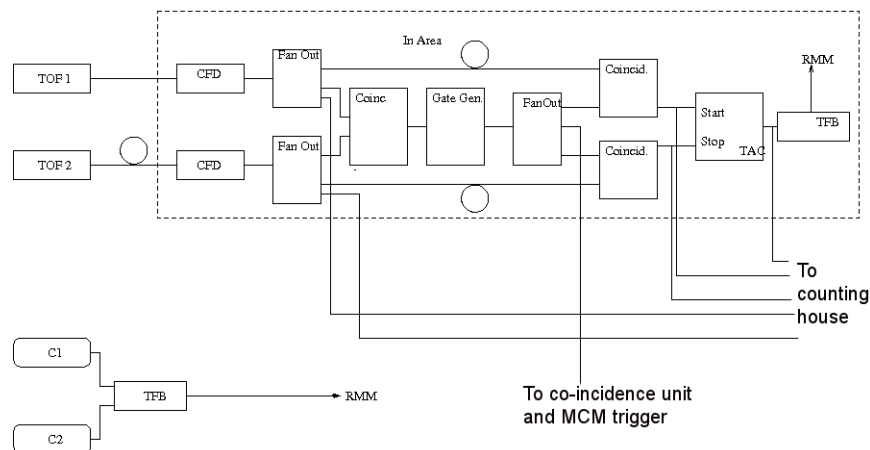 In Area
Fan Out
Coincid.
RMM
TOF 1
CFD
Coinc
Gate Gen.
FanOut
Start
TFB
Stop
TAC
TOF 2
CFD
Fan Out
Coincid.
To
counting
house
C1
TFB
RMM
To co-incidence unit
and MCM trigger
C2